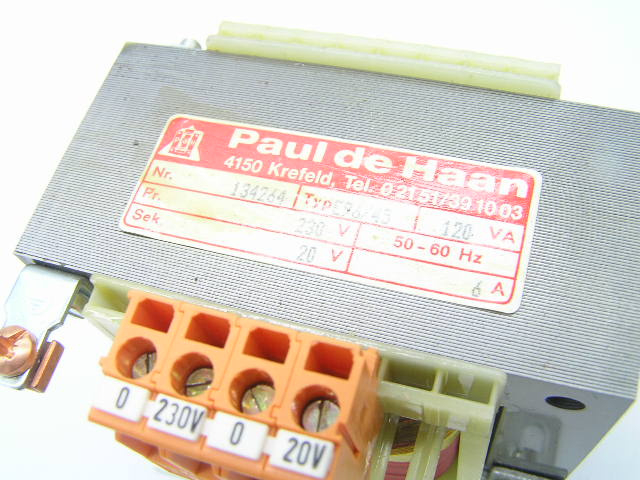 Paul de Haan
4150 Krefeld, Tel. 0 21 51/39 10 03
Nr. 134264 Typ 120 VA
Pr. 230 V 50-60 Hz
Sek. 20 V 6 A
0 230V 0 20V